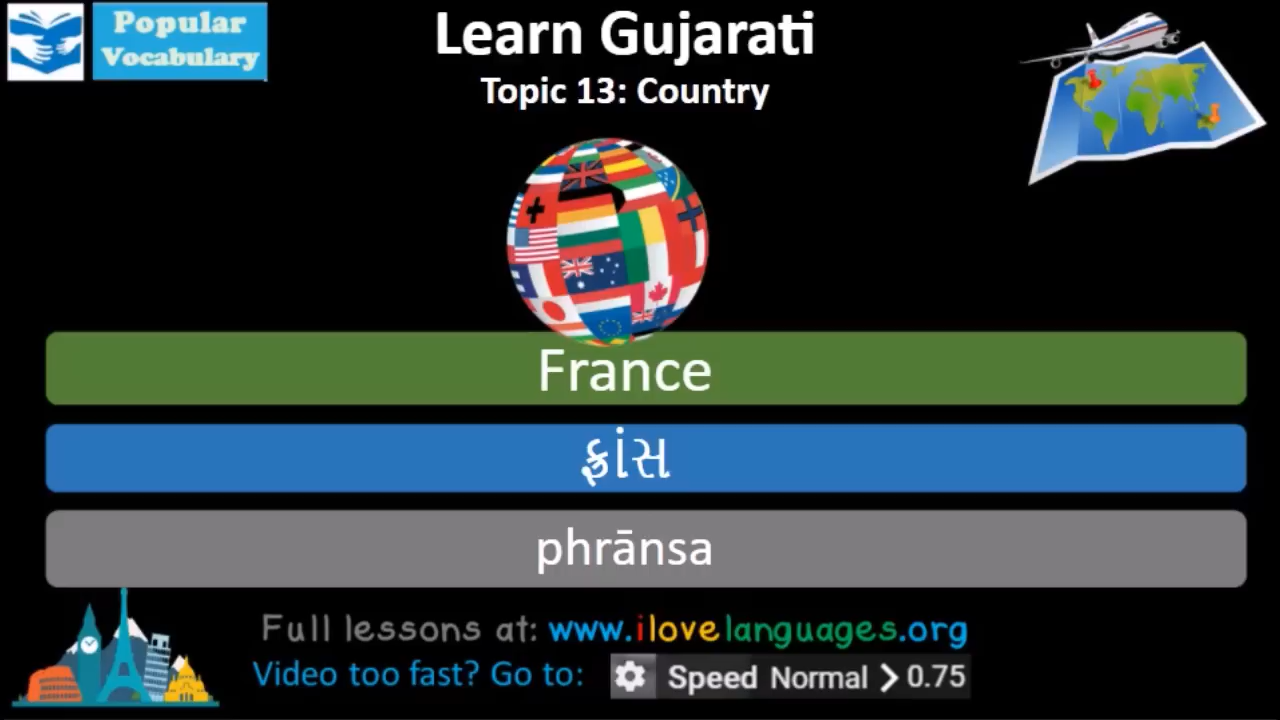 Popular
Vocabulary
Learn Gujarati
Topic 13: Country
France
ફ્રાંસ
phrānsa
Full lessons at: www.ilovelanguages.org
Video too fast? Go to: Speed Normal > 0.75